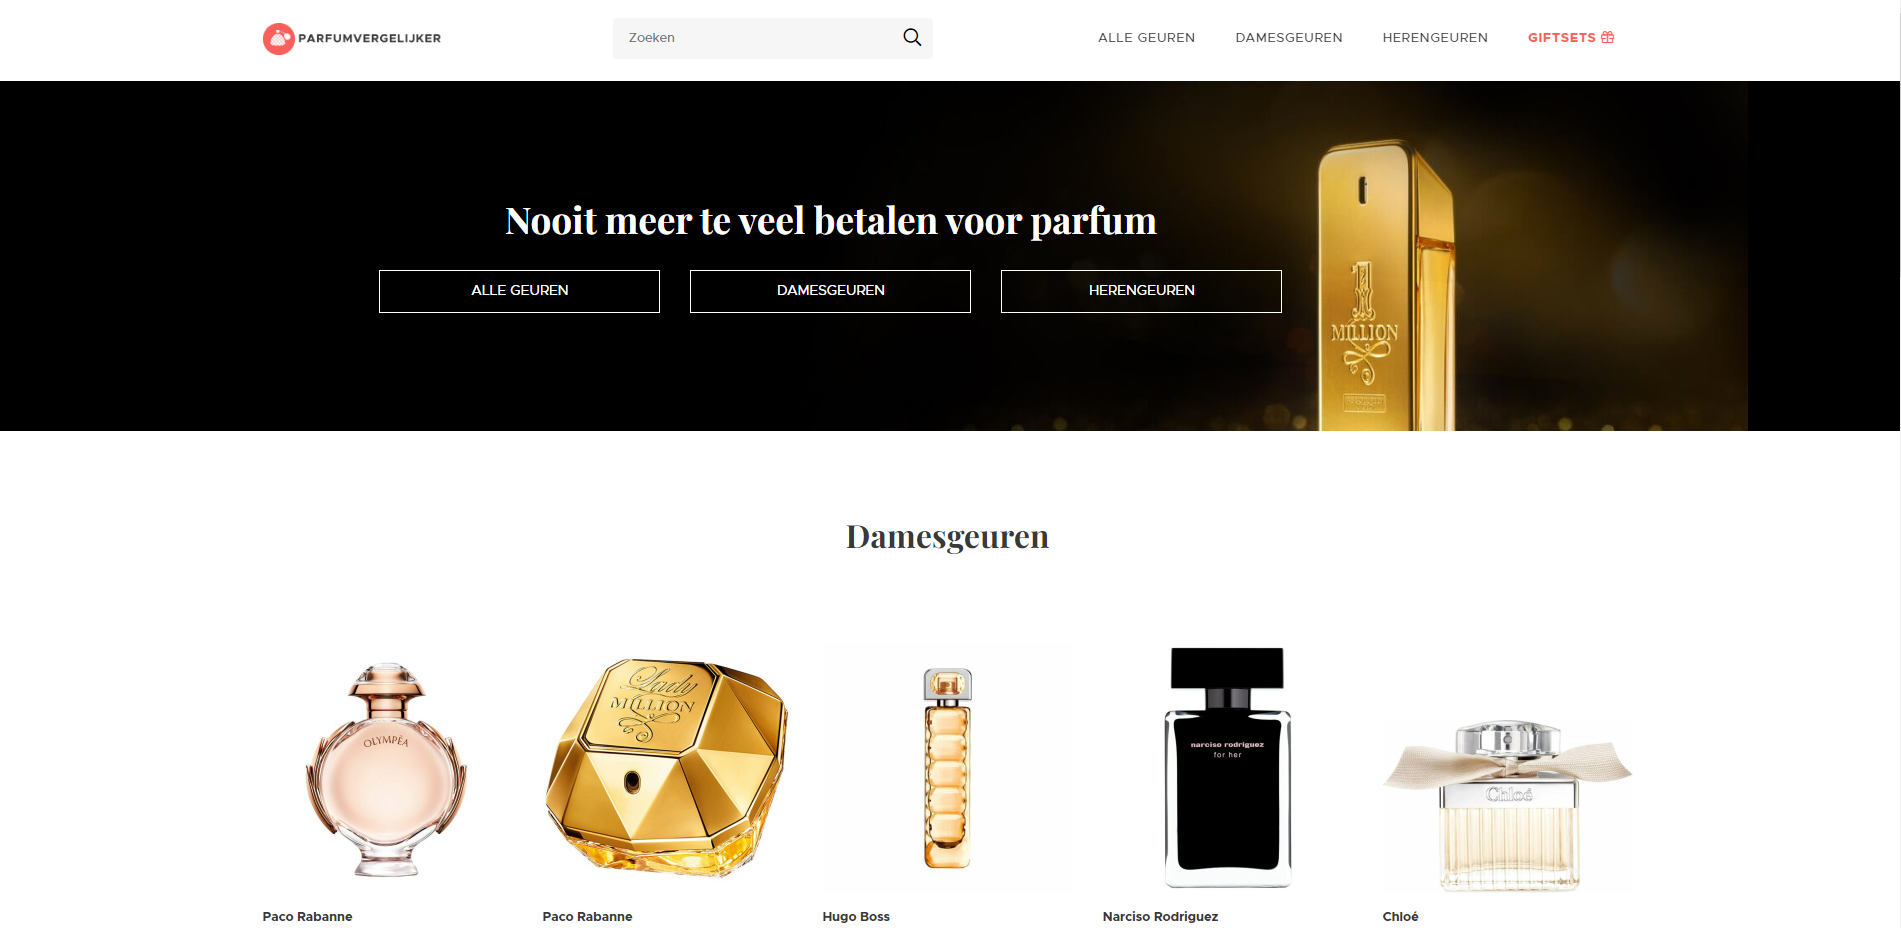 PARFUMVERGELIJKER
Zoeken
ALLE GEUREN
DAMESGEUREN
HERENGEUREN
GIFTSETS
Nooit meer te veel betalen voor parfum
ALLE GEUREN
DAMESGEUREN
HERENGEUREN
1
MILLION
Damesgeuren
OLYMPÉA
Lady
MILLION
narciso rodriguez
for her
Chloé
Paco Rabanne
Paco Rabanne
Hugo Boss
Narciso Rodriguez
Chloé